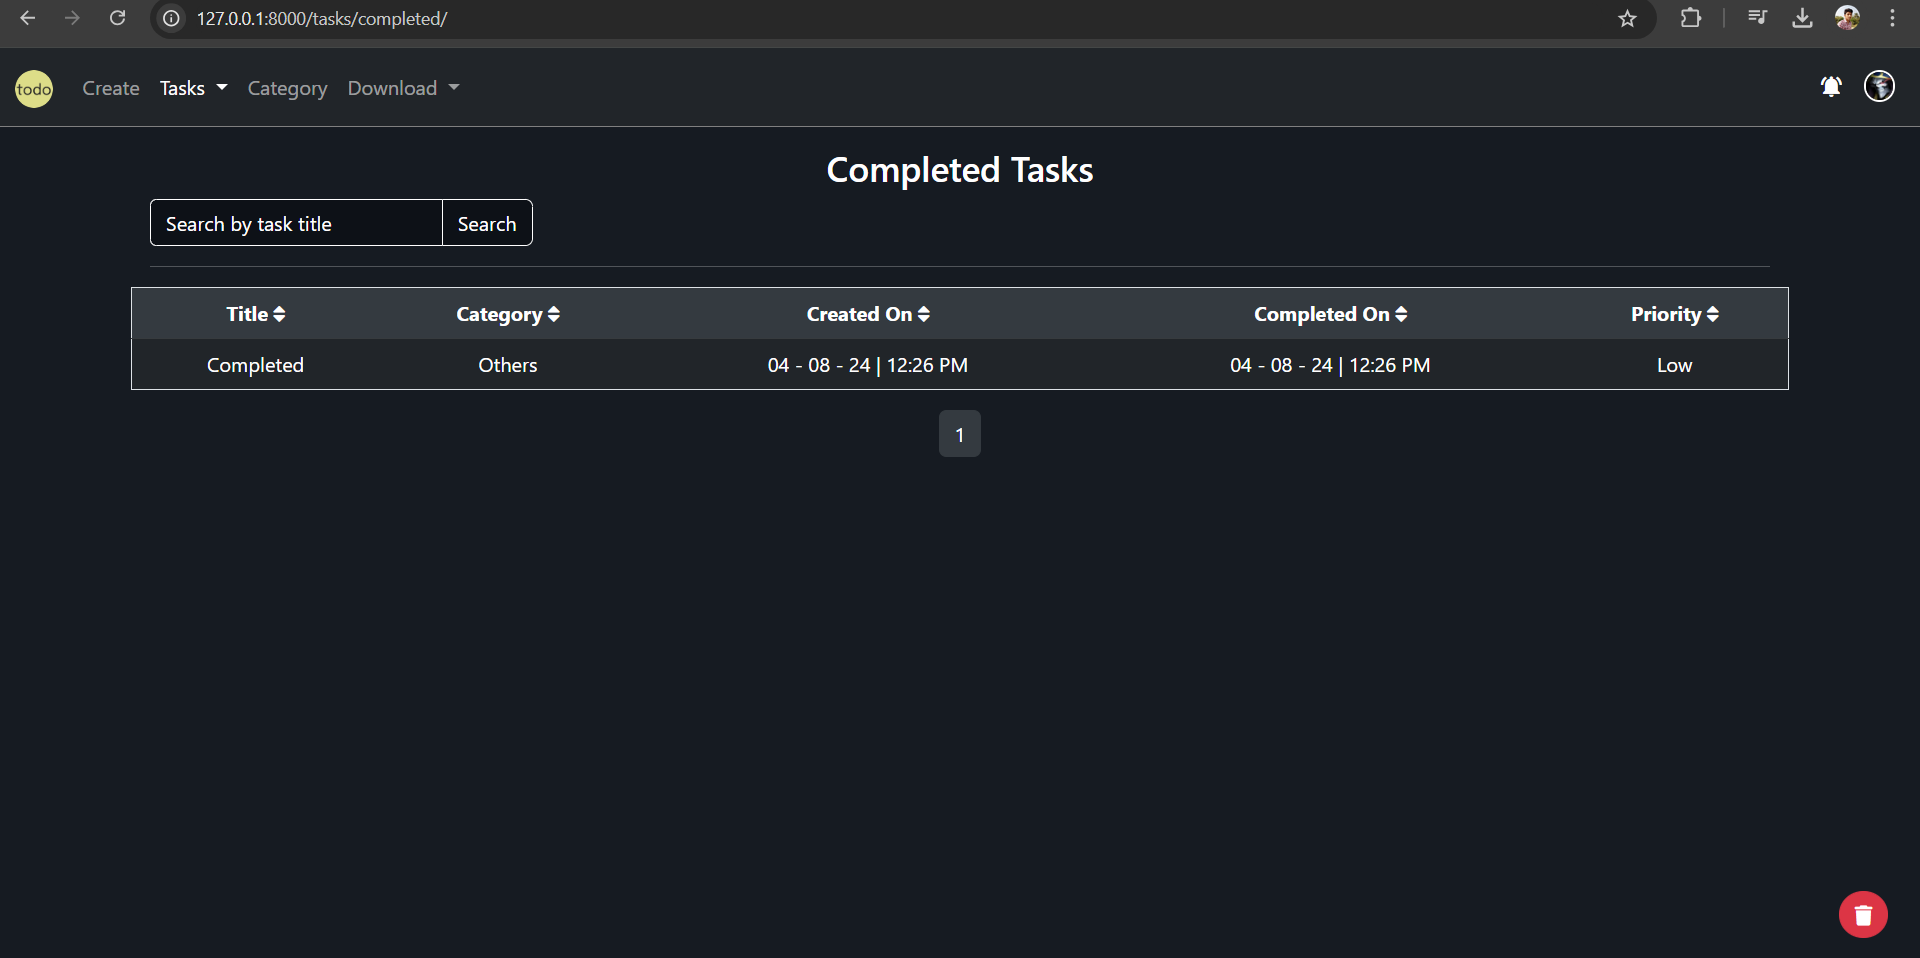 127.0.0.1:8000/tasks/completed/
todo Create Tasks Category Download
Completed Tasks
Search by task title Search
Title Category Created On Completed On Priority
Completed Others 04 - 08 - 24 | 12:26 PM 04 - 08 - 24 | 12:26 PM Low
1